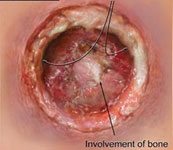 Involvement of bone